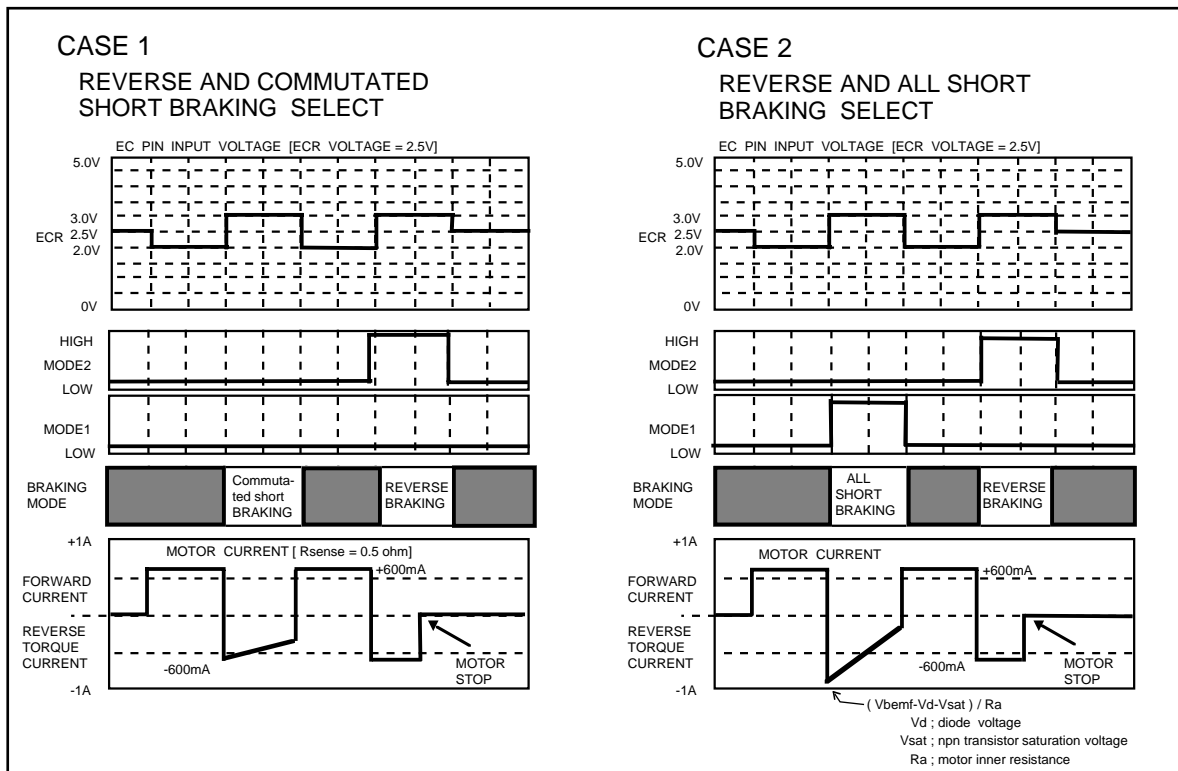 CASE 1
REVERSE AND COMMUTATED
SHORT BRAKING SELECT
EC PIN INPUT VOLTAGE [ECR VOLTAGE = 2.5V]
5.0V
3.0V
ECR 2.5V
2.0V
0V
HIGH
MODE2
LOW
MODE1
LOW
BRAKING
MODE
Commuta-
ted short
BRAKING
REVERSE
BRAKING
+1A
MOTOR CURRENT [ Rsense = 0.5 ohm]
+600mA
FORWARD
CURRENT
0A
REVERSE
TORQUE
CURRENT
-600mA
MOTOR
STOP
-1A
CASE 2
REVERSE AND ALL SHORT
BRAKING SELECT
EC PIN INPUT VOLTAGE [ECR VOLTAGE = 2.5V]
5.0V
3.0V
ECR 2.5V
2.0V
0V
HIGH
MODE2
LOW
MODE1
LOW
BRAKING
MODE
ALL
SHORT
BRAKING
REVERSE
BRAKING
+1A
MOTOR CURRENT
+600mA
FORWARD
CURRENT
0A
REVERSE
TORQUE
CURRENT
-600mA
MOTOR
STOP
-1A
( Vbemf-Vd-Vsat ) / Ra
Vd ; diode voltage
Vsat ; npn transistor saturation voltage
Ra ; motor inner resistance